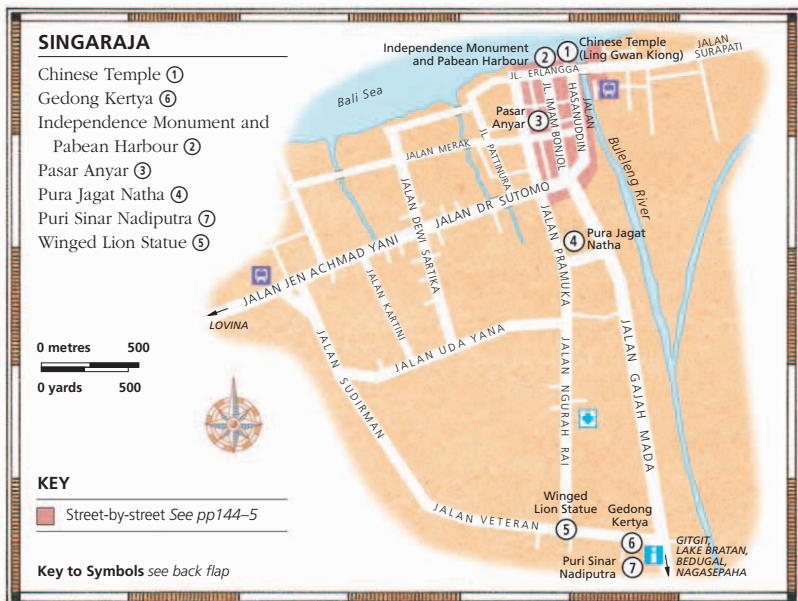 SINGARAJA
Chinese Temple ①
Gedong Kertya ⑥
Independence Monument and
Pabean Harbour ②
Pasar Anyar ③
Pura Jagat Natha ④
Puri Sinar Nadiputra ⑦
Winged Lion Statue ⑤
0 metres 500
0 yards 500
KEY
Street-by-street See pp144–5
Key to Symbols see back flap
Independence Monument
and Pabean Harbour
②
①
Chinese Temple
(Ling Gwan Kiong)
JALAN
SURAPATI
JL. ERLANGGA
Bali Sea
Pasar
Anyar
③
JL. IMAM BONJOL
HASANUDDIN
JALAN
Buleleng River
JALAN MERAK
JL. PATTINURA
JALAN DR SUTOMO
JALAN DEWI SARTIKA
JALAN PRAMUKA
④
Pura Jagat
Natha
JALAN JEN ACHMAD YANI
LOVINA
JALAN KARTINI
JALAN UDA YANA
JALAN SUDIRMAN
JALAN NGURAH RAI
JALAN GAJAH MADA
JALAN VETERAN
Winged
Lion Statue
⑤
Gedong
Kertya
⑥
i
Puri Sinar
Nadiputra
⑦
GITGIT,
LAKE BRATAN,
BEDUGAL,
NAGASEPAHA